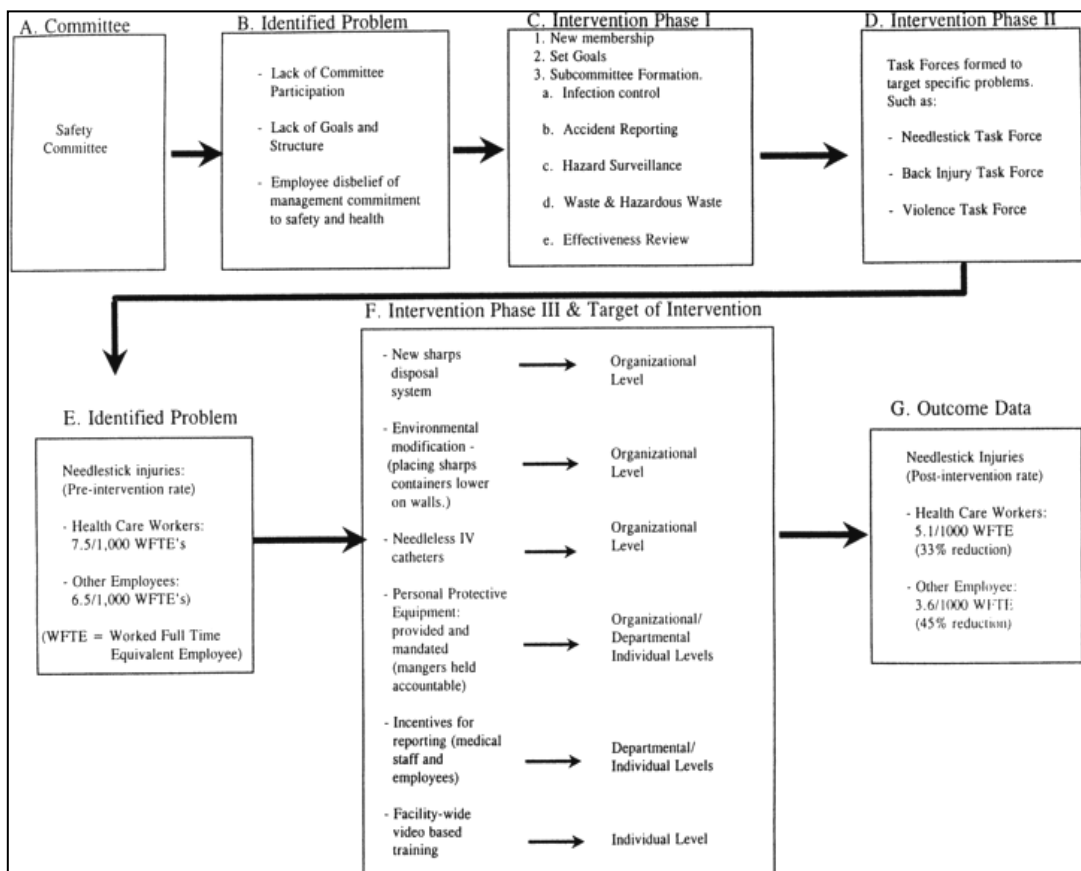 A. Committee
Safety
Committee
B. Identified Problem
- Lack of Committee
Participation
- Lack of Goals and
Structure
- Employee disbelief of
management commitment
to safety and health
C. Intervention Phase I
1. New membership
2. Set Goals
3. Subcommittee Formation.
a. Infection control
b. Accident Reporting
c. Hazard Surveillance
d. Waste & Hazardous Waste
e. Effectiveness Review
D. Intervention Phase II
Task Forces formed to
target specific problems.
Such as:
- Needlestick Task Force
- Back Injury Task Force
- Violence Task Force
E. Identified Problem
Needlestick injuries:
(Pre-intervention rate)
- Health Care Workers:
7.5/1,000 WFTE's
- Other Employees:
6.5/1,000 WFTE's)
(WFTE = Worked Full Time
Equivalent Employee)
F. Intervention Phase III & Target of Intervention
- New sharps
disposal
system
Organizational
Level
- Environmental
modification -
(placing sharps
containers lower
on walls.)
Organizational
Level
- Needleless IV
catheters
Organizational
Level
- Personal Protective
Equipment:
provided and
mandated
(mangers held
accountable)
Organizational/
Departmental
Individual Levels
- Incentives for
reporting (medical
staff and
employees)
Departmental/
Individual Levels
- Facility-wide
video based
training
Individual Level
G. Outcome Data
Needlestick Injuries
(Post-intervention rate)
- Health Care Workers:
5.1/1000 WFTE
(33% reduction)
- Other Employee:
3.6/1000 WFTE
(45% reduction)